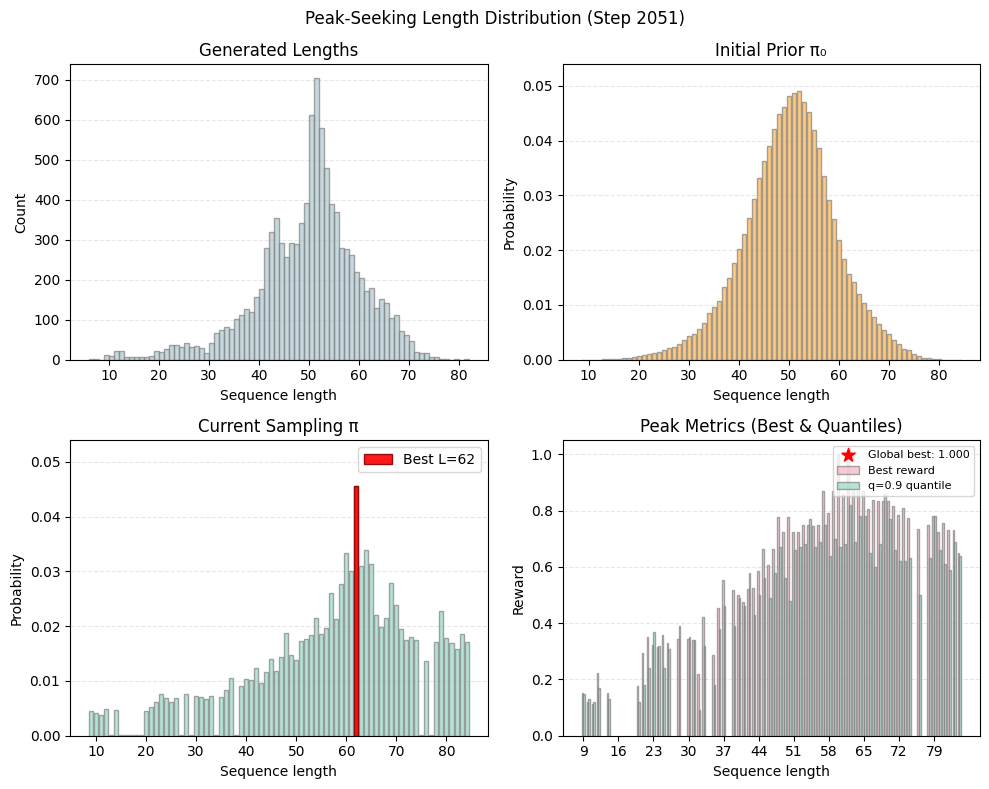 Peak-Seeking Length Distribution (Step 2051)
Generated Lengths
Count
700
600
500
400
300
200
100
0
10 20 30 40 50 60 70 80
Sequence length
Initial Prior π₀
Probability
0.05
0.04
0.03
0.02
0.01
0.00
10 20 30 40 50 60 70 80
Sequence length
Current Sampling π
Best L=62
Probability
0.05
0.04
0.03
0.02
0.01
0.00
10 20 30 40 50 60 70 80
Sequence length
Peak Metrics (Best & Quantiles)
Global best: 1.000
Best reward
q=0.9 quantile
Reward
1.0
0.8
0.6
0.4
0.2
0.0
9 16 23 30 37 44 51 58 65 72 79
Sequence length